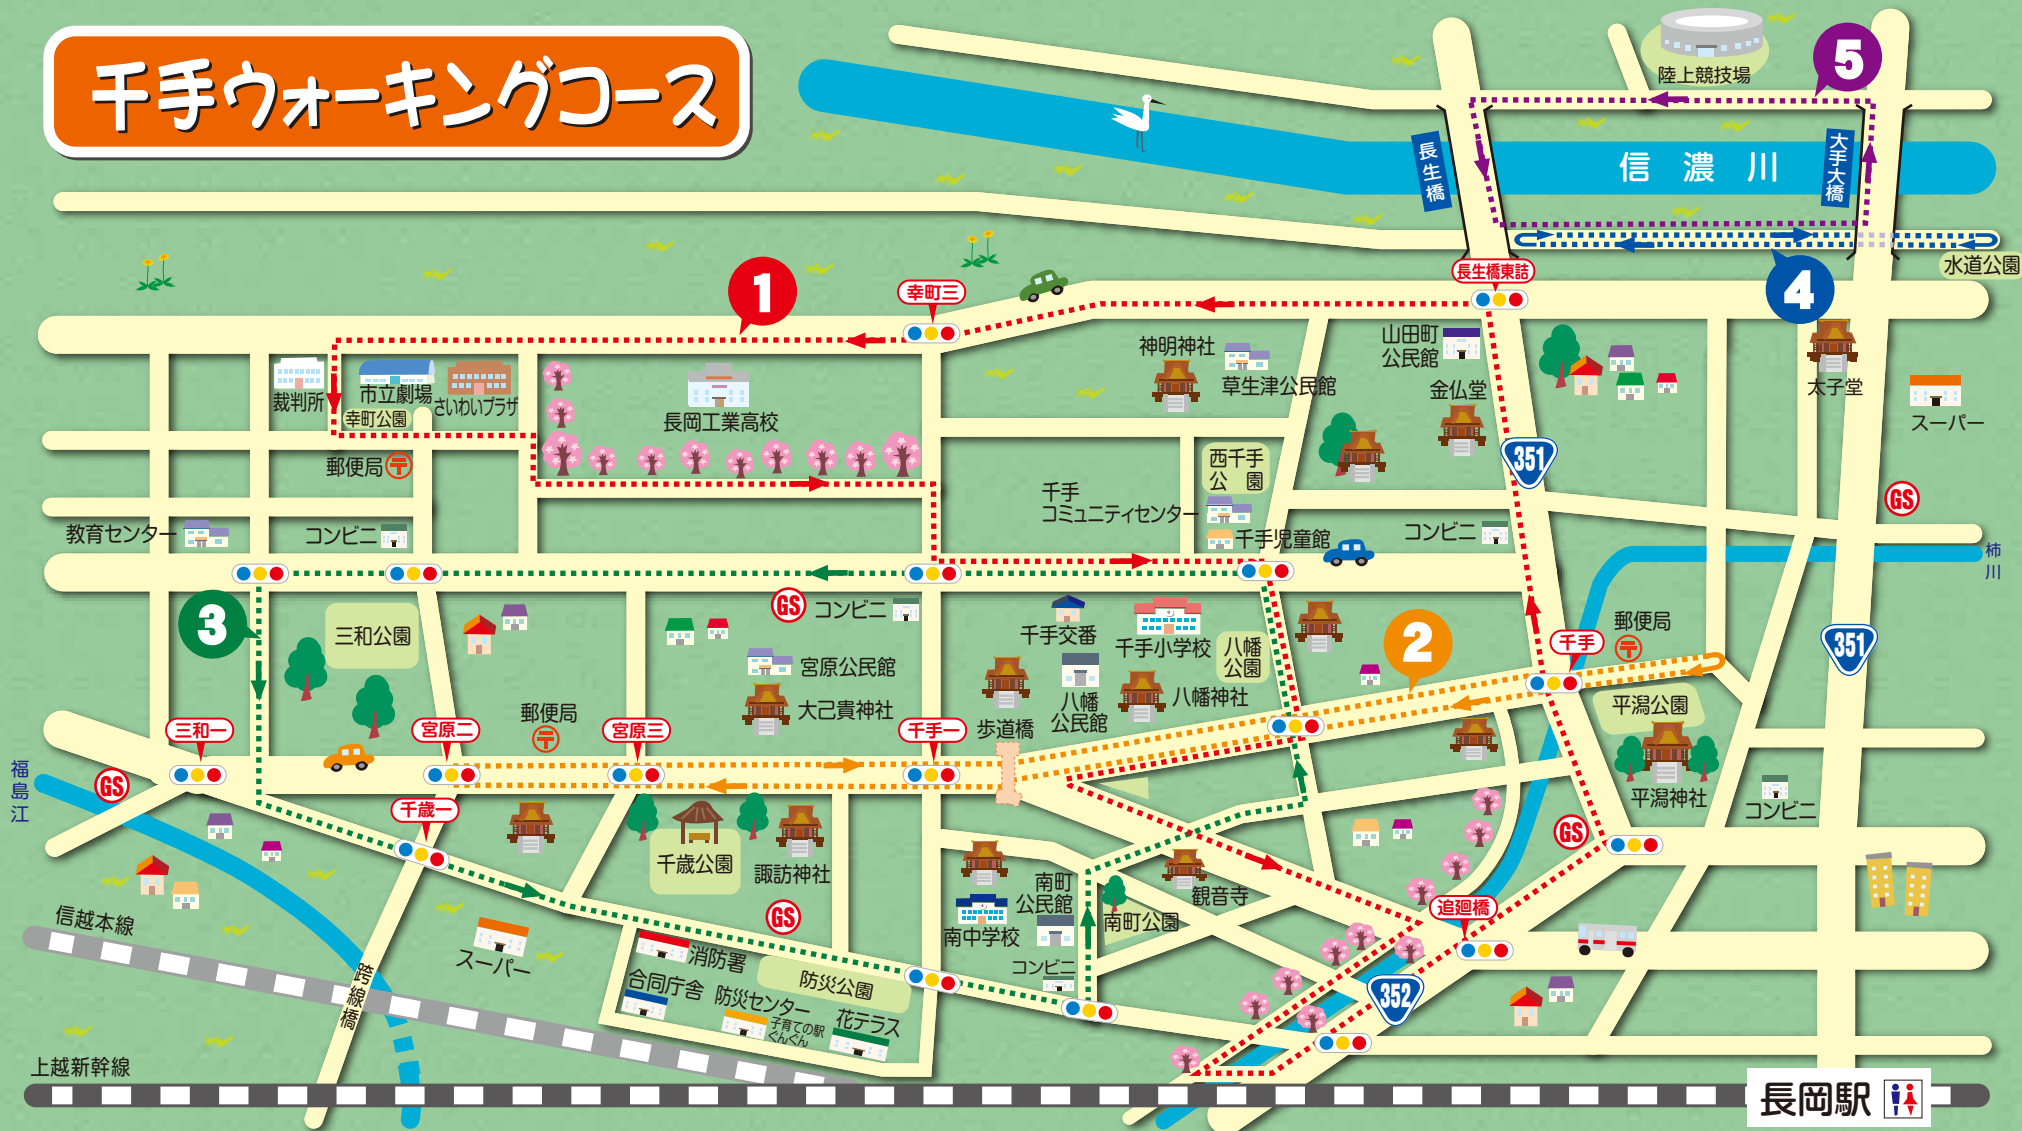 千手ウォーキングコース
陸上競技場
5
長生橋
信濃川
大手大橋
水道公園
4
長生橋東詰
1
幸町三
裁判所
市立劇場
さいわいプラザ
幸町公園
長岡工業高校
郵便局
神明神社
草生津公民館
山田町
公民館
金仏堂
太子堂
スーパー
351
GS
西千手
公園
千手
コミュニティセンター
千手児童館
コンビニ
柿川
教育センター
コンビニ
3
三和公園
GS
コンビニ
宮原公民館
大己貴神社
千手交番
千手小学校
八幡
公園
八幡
公民館
八幡神社
歩道橋
2
千手
郵便局
351
平潟公園
平潟神社
コンビニ
GS
三和一
宮原二
郵便局
宮原三
千手一
福島江
GS
千歳一
千歳公園
諏訪神社
GS
南町
公民館
南中学校
コンビニ
南町公園
観音寺
追廻橋
352
信越本線
跨線橋
スーパー
消防署
合同庁舎
防災公園
防災センター
子育ての駅
ぐんぐん
花テラス
上越新幹線
長岡駅